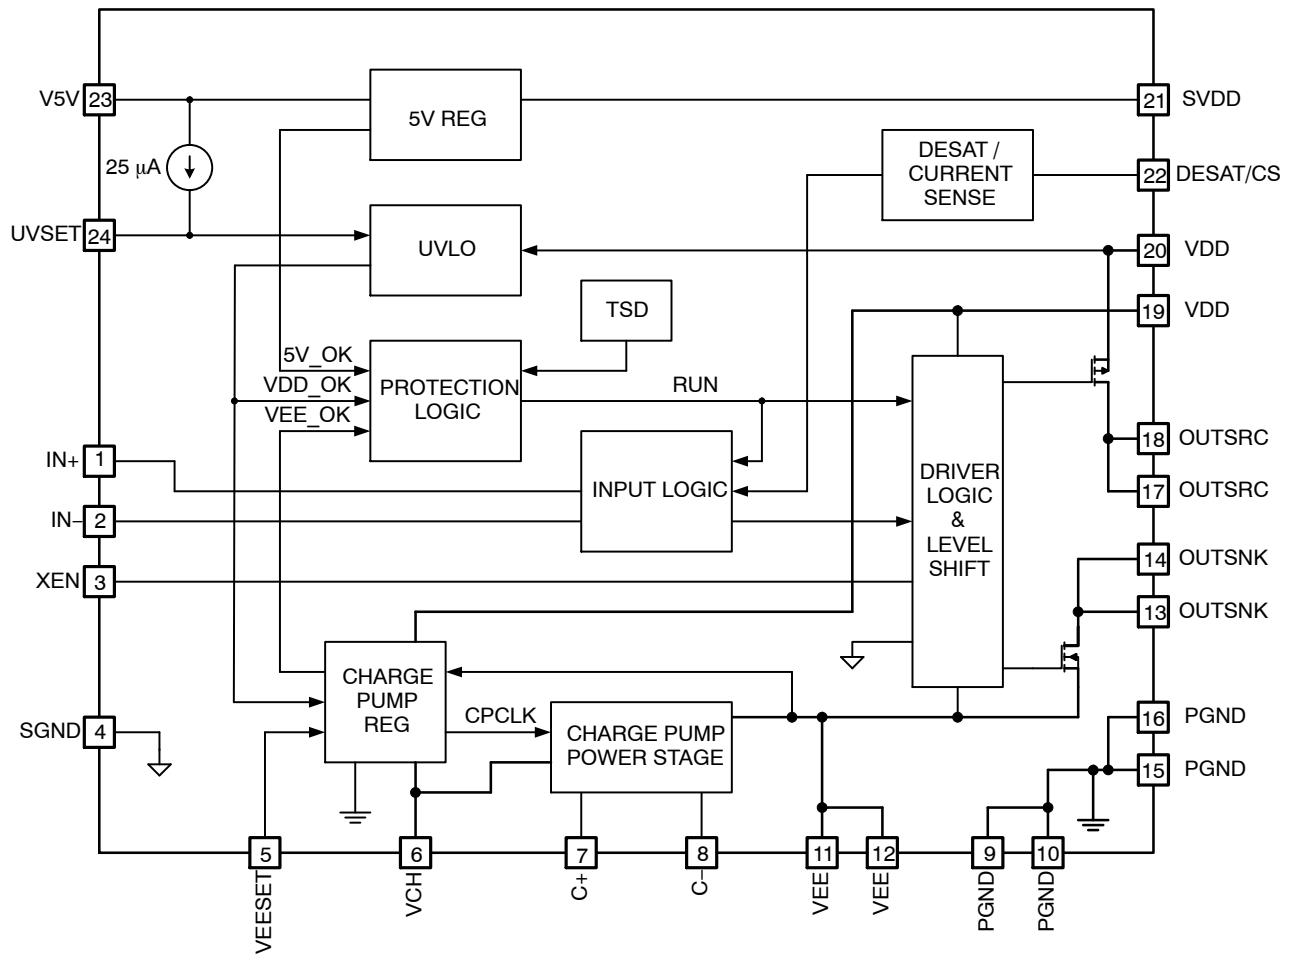 V5V 23
5V REG
21 SVDD
25 μA
DESAT /
CURRENT
SENSE
22 DESAT/CS
UVSET 24
UVLO
20 VDD
TSD
19 VDD
5V_OK
VDD_OK
VEE_OK
PROTECTION
LOGIC
RUN
18 OUTSRC
IN+ 1
INPUT LOGIC
DRIVER
LOGIC
&
LEVEL
SHIFT
17 OUTSRC
IN– 2
14 OUTSNK
XEN 3
13 OUTSNK
CHARGE
PUMP
REG
CPCLK
CHARGE PUMP
POWER STAGE
SGND 4
16 PGND
15 PGND
5 VEESET
6 VCH
7 C+
8 C–
11 VEE
12 VEE
9 PGND
10 PGND